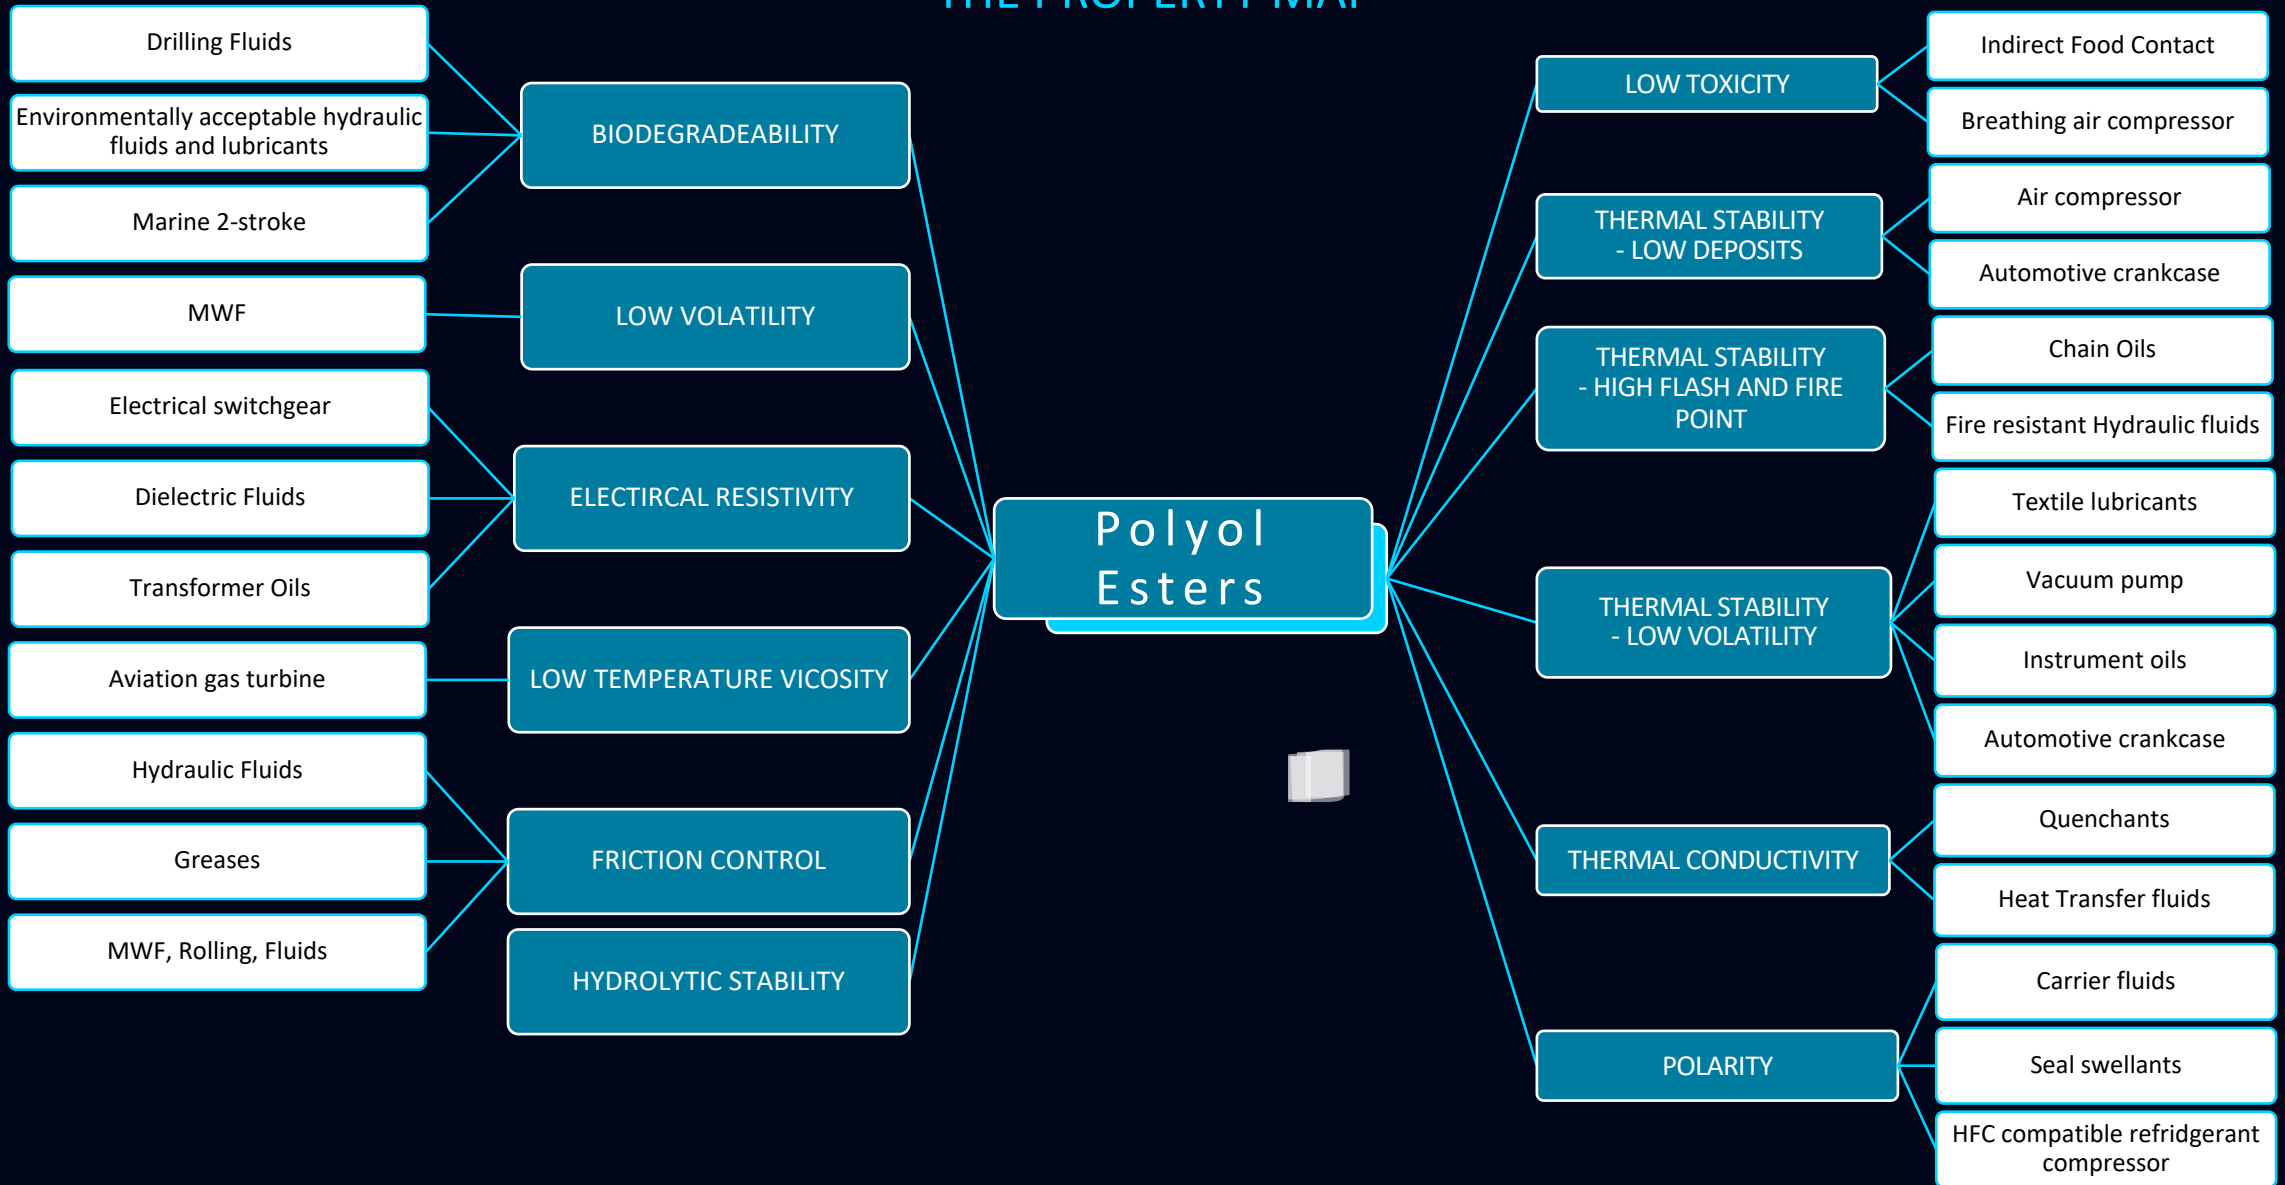 THE PROPERTY MAP
Drilling Fluids
Environmentally acceptable hydraulic
fluids and lubricants
Marine 2-stroke
MWF
Electrical switchgear
Dielectric Fluids
Transformer Oils
Aviation gas turbine
Hydraulic Fluids
Greases
MWF, Rolling, Fluids
BIODEGRADEABILITY
LOW VOLATILITY
ELECTIRCAL RESISTIVITY
LOW TEMPERATURE VICOSITY
FRICTION CONTROL
HYDROLYTIC STABILITY
Polyol
Esters
LOW TOXICITY
THERMAL STABILITY
- LOW DEPOSITS
THERMAL STABILITY
- HIGH FLASH AND FIRE
POINT
THERMAL STABILITY
- LOW VOLATILITY
THERMAL CONDUCTIVITY
POLARITY
Indirect Food Contact
Breathing air compressor
Air compressor
Automotive crankcase
Chain Oils
Fire resistant Hydraulic fluids
Textile lubricants
Vacuum pump
Instrument oils
Automotive crankcase
Quenchants
Heat Transfer fluids
Carrier fluids
Seal swellants
HFC compatible refridgerant
compressor